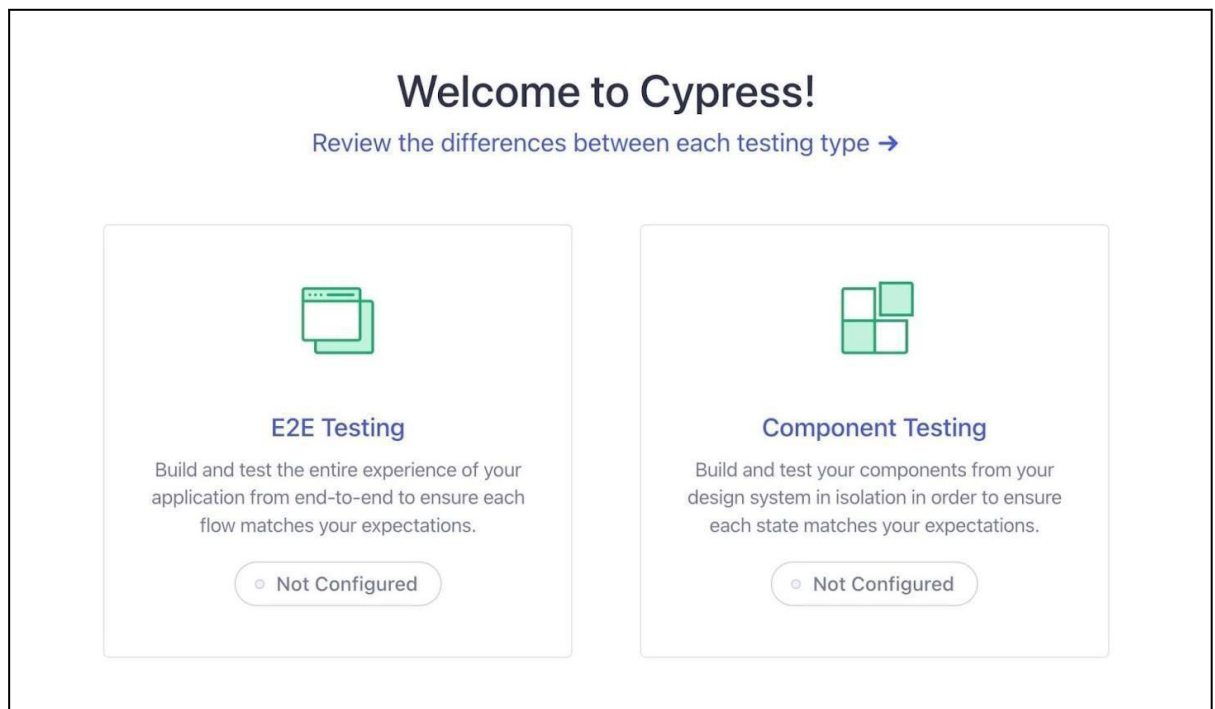 Welcome to Cypress!
Review the differences between each testing type →
E2E Testing
Build and test the entire experience of your
application from end-to-end to ensure each
flow matches your expectations.
Not Configured
Component Testing
Build and test your components from your
design system in isolation in order to ensure
each state matches your expectations.
Not Configured